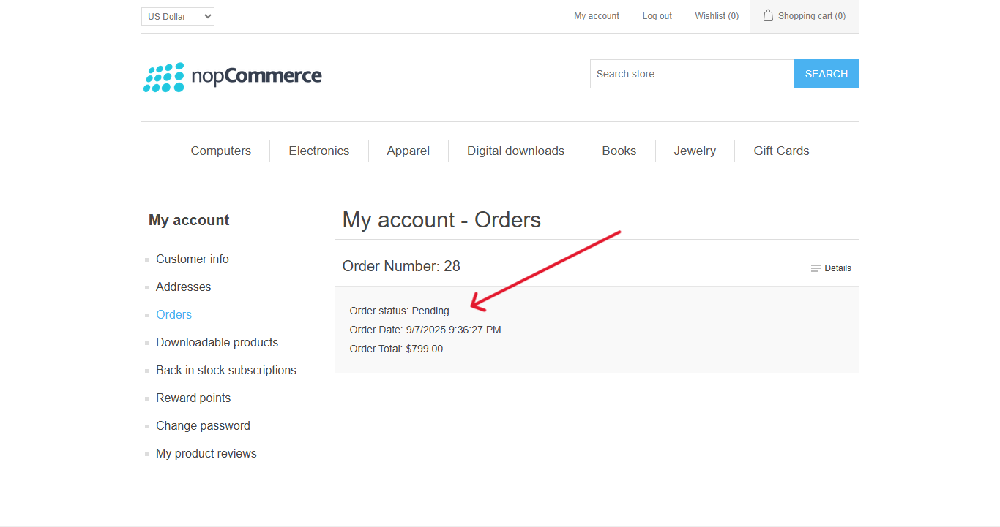 US Dollar
My account
Log out
Wishlist (0)
Shopping cart (0)
nopCommerce
Search store
SEARCH
Computers
Electronics
Apparel
Digital downloads
Books
Jewelry
Gift Cards
My account
Customer info
Addresses
Orders
Downloadable products
Back in stock subscriptions
Reward points
Change password
My product reviews
My account - Orders
Order Number: 28
Details
Order status: Pending
Order Date: 9/7/2025 9:36:27 PM
Order Total: $799.00